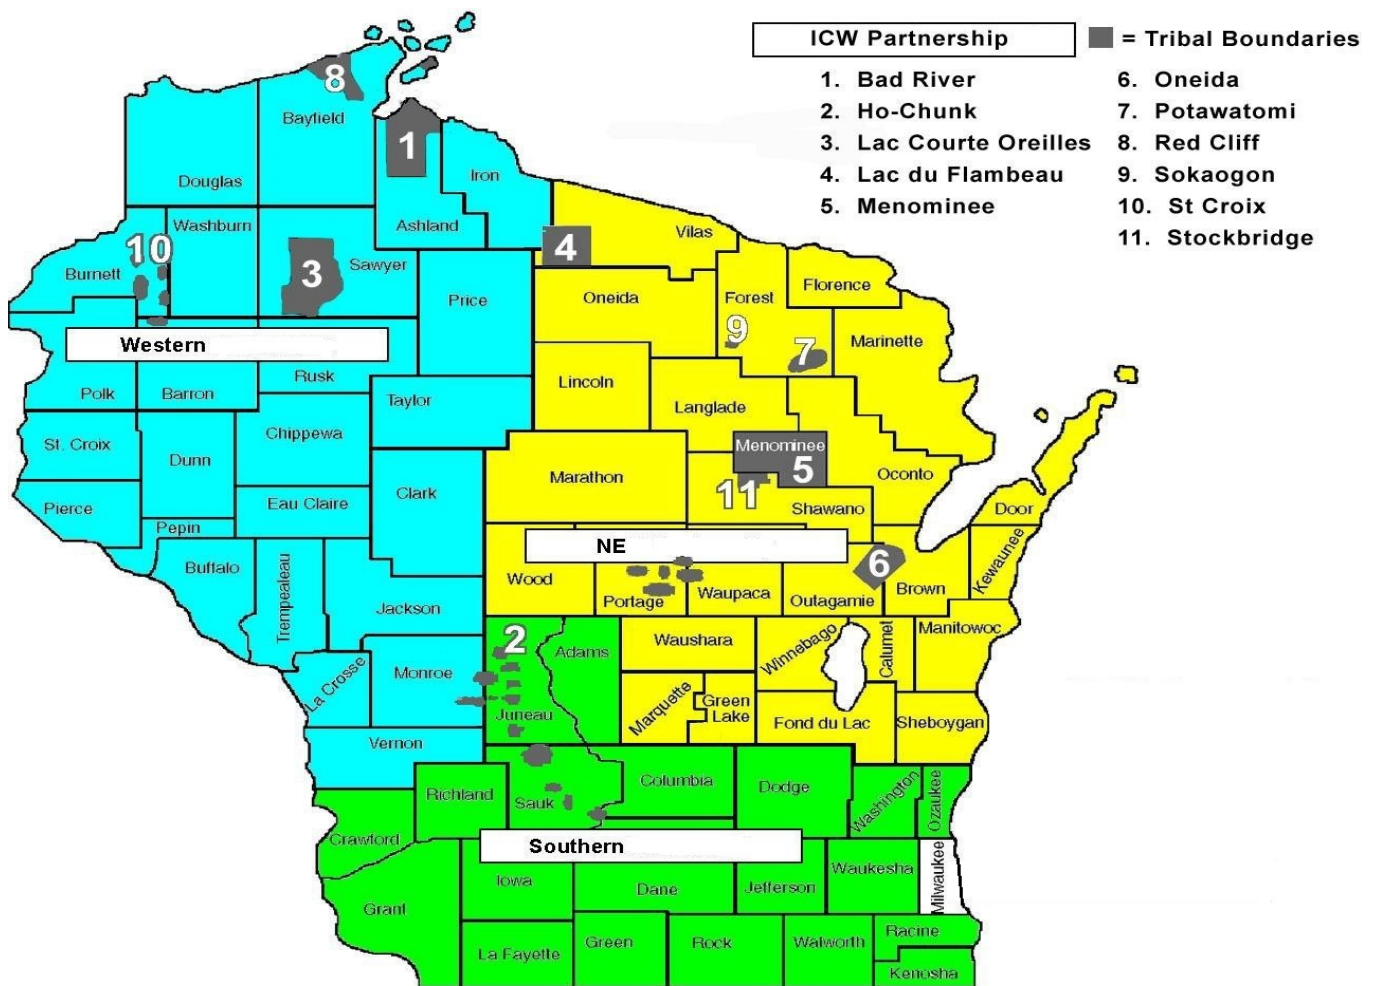 ICW Partnership
= Tribal Boundaries
1. Bad River
2. Ho-Chunk
3. Lac Courte Oreilles
4. Lac du Flambeau
5. Menominee
6. Oneida
7. Potawatomi
8. Red Cliff
9. Sokaogon
10. St Croix
11. Stockbridge
8
Bayfield
1
Douglas
Iron
Ashland
Washburn
10
Burnett
3
Sawyer
4
Vilas
Price
Oneida
Forest
Florence
9
7
Marinette
Western
Polk
Barron
Rusk
Taylor
Lincoln
Langlade
St. Croix
Dunn
Chippewa
Menominee
5
11
Shawano
Oconto
Marathon
Clark
Pierce
Pepin
Eau Claire
Door
Kewaunee
NE
Buffalo
Trempealeau
Jackson
Wood
Portage
Waupaca
Outagamie
6
Brown
2
Adams
Waushara
Winnebago
Calumet
Manitowoc
La Crosse
Monroe
Juneau
Marquette
Green
Lake
Fond du Lac
Sheboygan
Vernon
Richland
Sauk
Columbia
Dodge
Washington
Ozaukee
Crawford
Southern
Iowa
Dane
Jefferson
Waukesha
Milwaukee
Grant
La Fayette
Green
Rock
Walworth
Racine
Kenosha